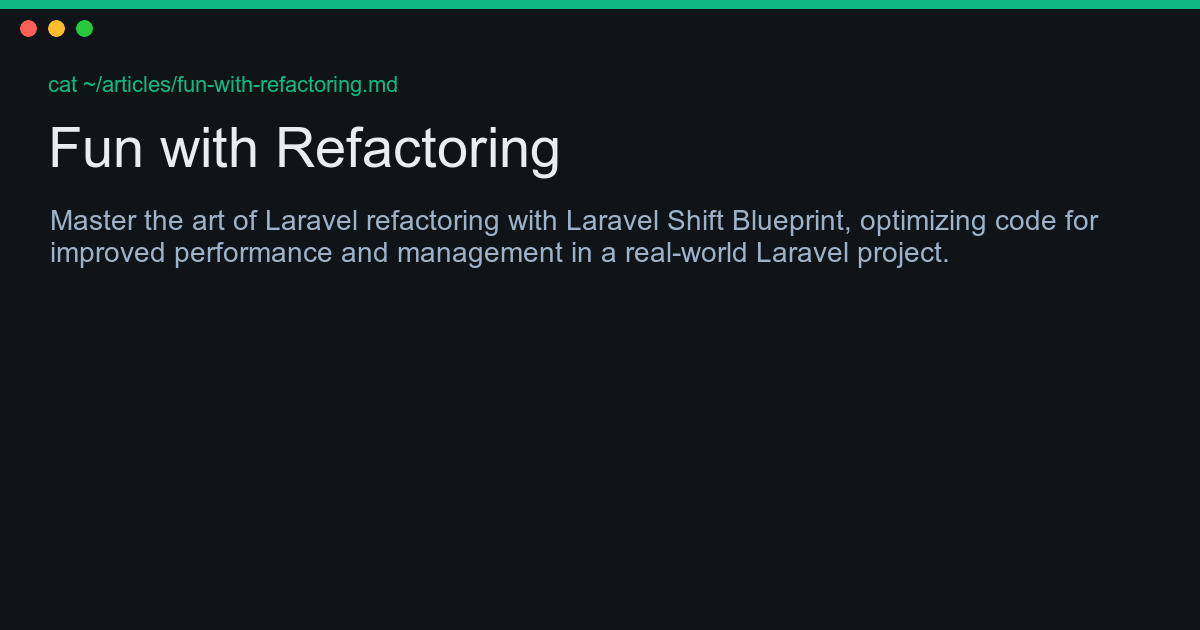 cat ~/articles/fun-with-refactoring.md
Fun with Refactoring
Master the art of Laravel refactoring with Laravel Shift Blueprint, optimizing code for
improved performance and management in a real-world Laravel project.